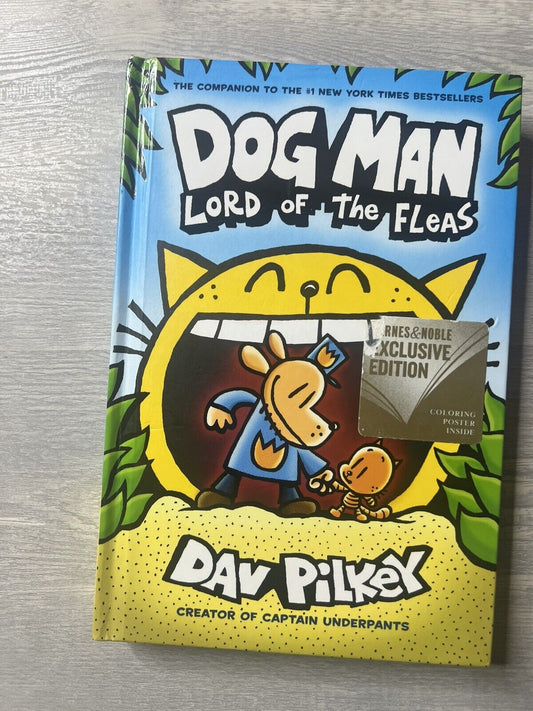 THE COMPANION TO THE #1 NEW YORK TIMES BESTSELLERS
DOG MAN
LORD OF THE FLEAS
RNES&NOBLE
EXCLUSIVE
EDITION
COLORING
POSTER
INSIDE
DAV PILKEY
CREATOR OF CAPTAIN UNDERPANTS